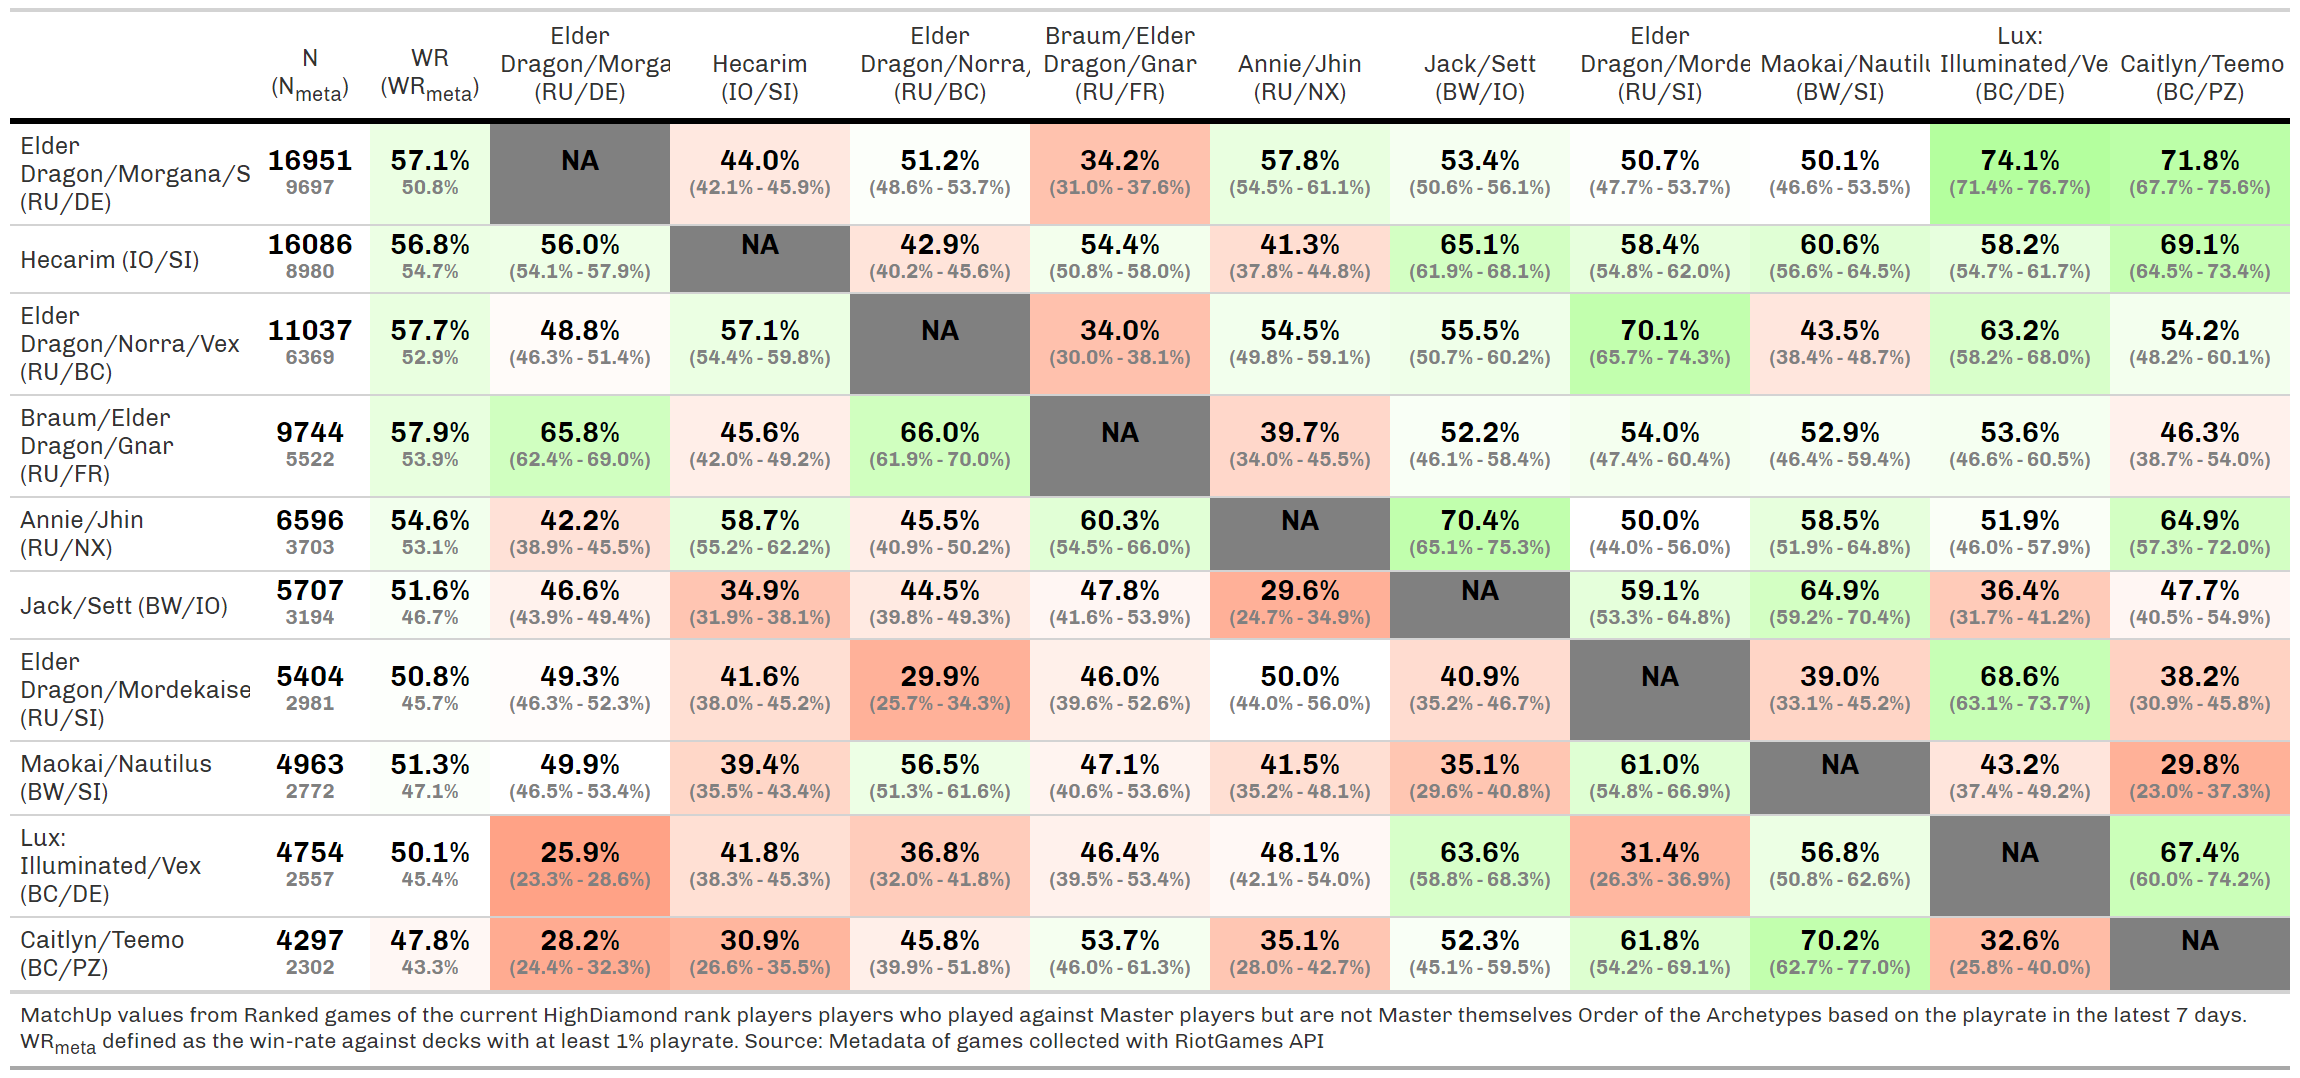 N (Nmeta) WR (WRmeta) Elder Dragon/Morga (RU/DE) Hecarim (IO/SI) Elder Dragon/Norra, (RU/BC) Braum/Elder Dragon/Gnar (RU/FR) Annie/Jhin (RU/NX) Jack/Sett (BW/IO) Elder Dragon/Morde (RU/SI) Maokai/Nautilu (BW/SI) Lux: Illuminated/Ve (BC/DE) Caitlyn/Teemo (BC/PZ)
Elder Dragon/Morgana/S (RU/DE) 16951 57.1% NA 44.0% 51.2% 34.2% 57.8% 53.4% 50.7% 50.1% 74.1% 71.8%
9697 50.8% (42.1% - 45.9%) (48.6% - 53.7%) (31.0% - 37.6%) (54.5% - 61.1%) (50.6% - 56.1%) (47.7% - 53.7%) (46.6% - 53.5%) (71.4% - 76.7%) (67.7% - 75.6%)
Hecarim (IO/SI) 16086 56.8% 56.0% NA 42.9% 54.4% 41.3% 65.1% 58.4% 60.6% 58.2% 69.1%
8980 54.7% (54.1% - 57.9%) (40.2% - 45.6%) (50.8% - 58.0%) (37.8% - 44.8%) (61.9% - 68.1%) (54.8% - 62.0%) (56.6% - 64.5%) (54.7% - 61.7%) (64.5% - 73.4%)
Elder Dragon/Norra/Vex (RU/BC) 11037 57.7% 48.8% 57.1% NA 34.0% 54.5% 55.5% 70.1% 43.5% 63.2% 54.2%
6369 52.9% (46.3% - 51.4%) (54.4% - 59.8%) (30.0% - 38.1%) (49.8% - 59.1%) (50.7% - 60.2%) (65.7% - 74.3%) (38.4% - 48.7%) (58.2% - 68.0%) (48.2% - 60.1%)
Braum/Elder Dragon/Gnar (RU/FR) 9744 57.9% 65.8% 45.6% 66.0% NA 39.7% 52.2% 54.0% 52.9% 53.6% 46.3%
5522 53.9% (62.4% - 69.0%) (42.0% - 49.2%) (61.9% - 70.0%) (34.0% - 45.5%) (46.1% - 58.4%) (47.4% - 60.4%) (46.4% - 59.4%) (46.6% - 60.5%) (38.7% - 54.0%)
Annie/Jhin (RU/NX) 6596 54.6% 42.2% 58.7% 45.5% 60.3% NA 70.4% 50.0% 58.5% 51.9% 64.9%
3703 53.1% (38.9% - 45.5%) (55.2% - 62.2%) (40.9% - 50.2%) (54.5% - 66.0%) (65.1% - 75.3%) (44.0% - 56.0%) (51.9% - 64.8%) (46.0% - 57.9%) (57.3% - 72.0%)
Jack/Sett (BW/IO) 5707 51.6% 46.6% 34.9% 44.5% 47.8% 29.6% NA 59.1% 64.9% 36.4% 47.7%
3194 46.7% (43.9% - 49.4%) (31.9% - 38.1%) (39.8% - 49.3%) (41.6% - 53.9%) (24.7% - 34.9%) (53.3% - 64.8%) (59.2% - 70.4%) (31.7% - 41.2%) (40.5% - 54.9%)
Elder Dragon/Mordekaise (RU/SI) 5404 50.8% 49.3% 41.6% 29.9% 46.0% 50.0% 40.9% NA 39.0% 68.6% 38.2%
2981 45.7% (46.3% - 52.3%) (38.0% - 45.2%) (25.7% - 34.3%) (39.6% - 52.6%) (44.0% - 56.0%) (35.2% - 46.7%) (33.1% - 45.2%) (63.1% - 73.7%) (30.9% - 45.8%)
Maokai/Nautilus (BW/SI) 4963 51.3% 49.9% 39.4% 56.5% 47.1% 41.5% 35.1% 61.0% NA 43.2% 29.8%
2772 47.1% (46.5% - 53.4%) (35.5% - 43.4%) (51.3% - 61.6%) (40.6% - 53.6%) (35.2% - 48.1%) (29.6% - 40.8%) (54.8% - 66.9%) (37.4% - 49.2%) (23.0% - 37.3%)
Lux: Illuminated/Vex (BC/DE) 4754 50.1% 25.9% 41.8% 36.8% 46.4% 48.1% 63.6% 31.4% 56.8% NA 67.4%
2557 45.4% (23.3% - 28.6%) (38.3% - 45.3%) (32.0% - 41.8%) (39.5% - 53.4%) (42.1% - 54.0%) (58.8% - 68.3%) (26.3% - 36.9%) (50.8% - 62.6%) (60.0% - 74.2%)
Caitlyn/Teemo (BC/PZ) 4297 47.8% 28.2% 30.9% 45.8% 53.7% 35.1% 52.3% 61.8% 70.2% 32.6% NA
2302 43.3% (24.4% - 32.3%) (26.6% - 35.5%) (39.9% - 51.8%) (46.0% - 61.3%) (28.0% - 42.7%) (45.1% - 59.5%) (54.2% - 69.1%) (62.7% - 77.0%) (25.8% - 40.0%)
MatchUp values from Ranked games of the current HighDiamond rank players players who played against Master players but are not Master themselves Order of the Archetypes based on the playrate in the latest 7 days.
WRmeta defined as the win-rate against decks with at least 1% playrate. Source: Metadata of games collected with RiotGames API